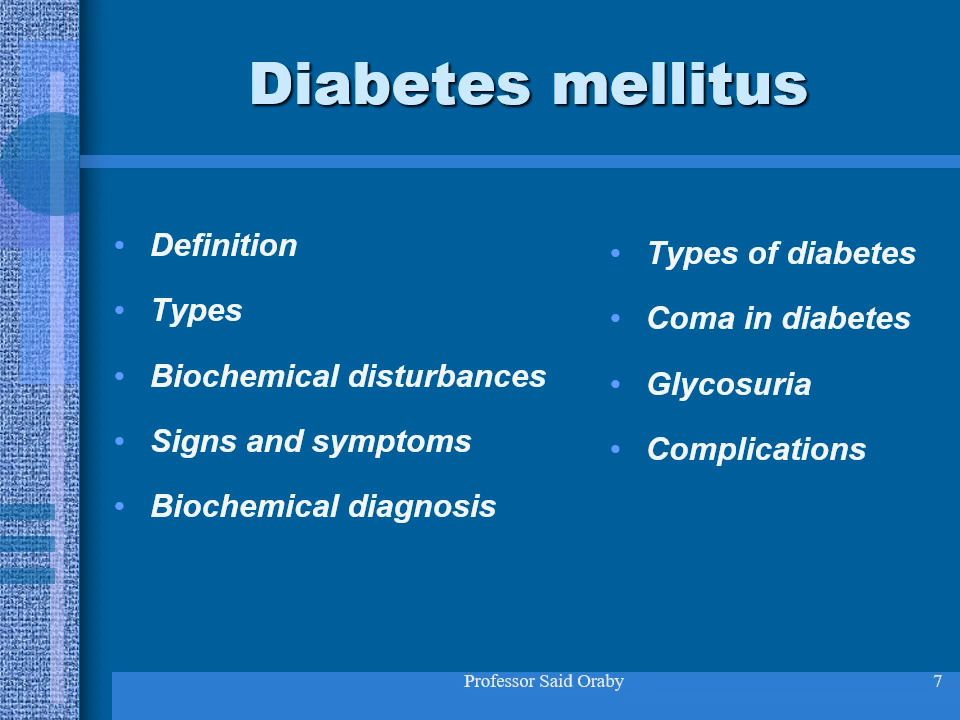 Diabetes mellitus
• Definition
• Types
• Biochemical disturbances
• Signs and symptoms
• Biochemical diagnosis
• Types of diabetes
• Coma in diabetes
• Glycosuria
• Complications
Professor Said Oraby
7